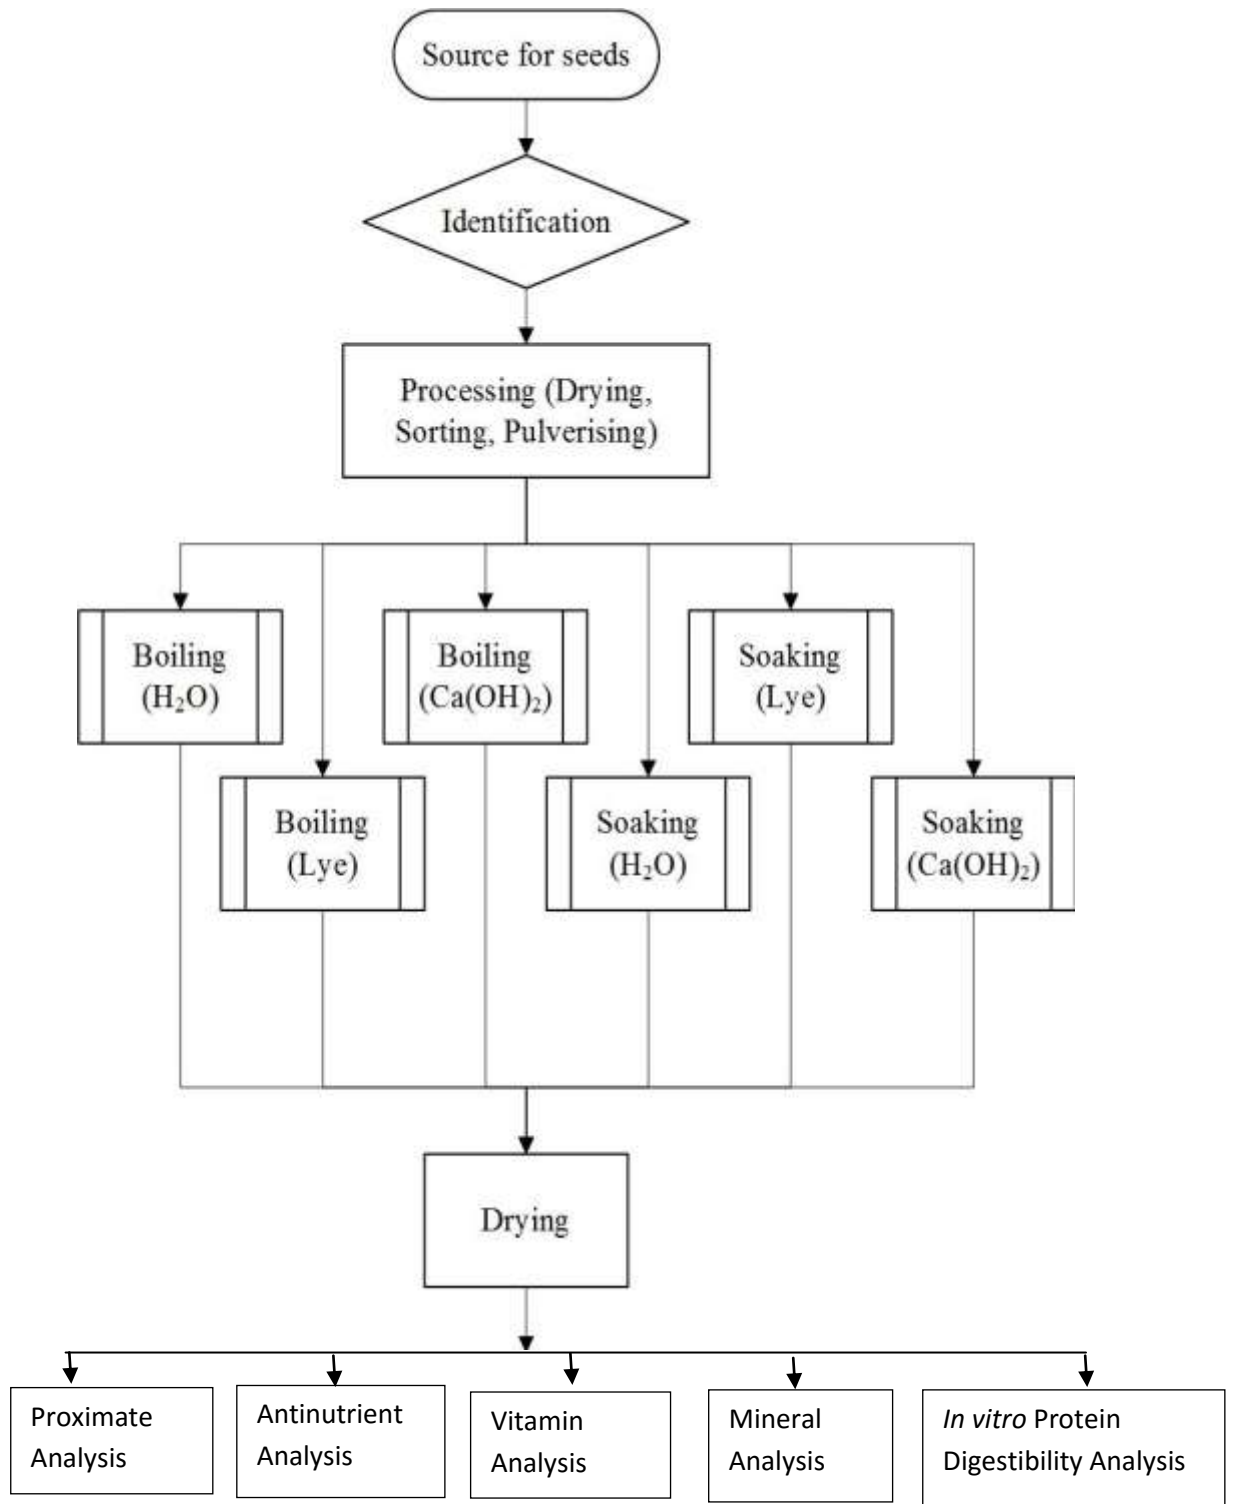 Source for seeds
Identification
Processing (Drying,
Sorting, Pulverising)
Boiling
(H₂O)
Boiling
(Ca(OH)₂)
Soaking
(Lye)
Boiling
(Lye)
Soaking
(H₂O)
Soaking
(Ca(OH)₂)
Drying
Proximate
Analysis
Antinutrient
Analysis
Vitamin
Analysis
Mineral
Analysis
In vitro Protein
Digestibility Analysis